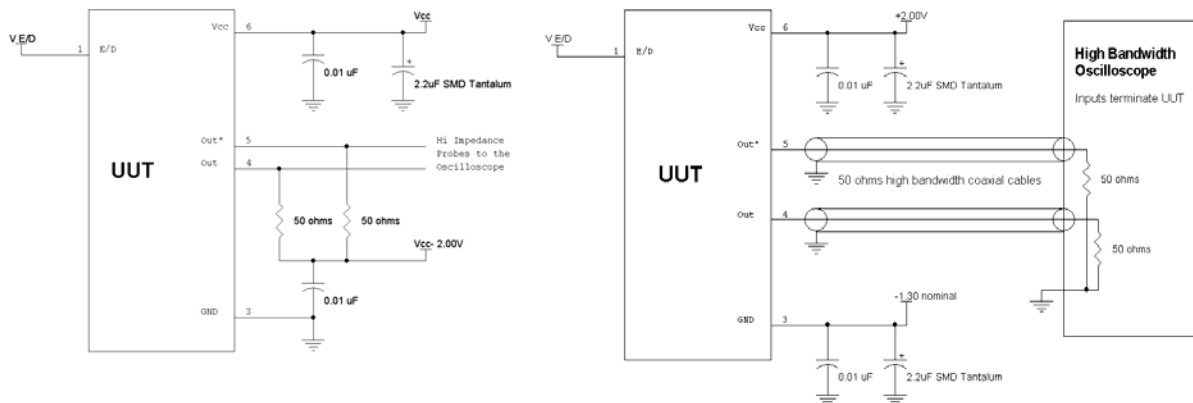 Vcc
6
Vcc
V E/D
1
E/D
0.01 uF
+
2.2uF SMD Tantalum
Out*
5
Hi Impedance
Probes to the
Oscilloscope
Out
4
UUT
50 ohms
50 ohms
Vcc- 2.00V
0.01 uF
GND
3
Vcc
6
+2.00V
V E/D
1
E/D
0.01 uF
+
2.2uF SMD Tantalum
High Bandwidth
Oscilloscope
Inputs terminate UUT
Out*
5
UUT
50 ohms high bandwidth coaxial cables
50 ohms
Out
4
50 ohms
-1.30 nominal
GND
3
0.01 uF
+
2.2uF SMD Tantalum